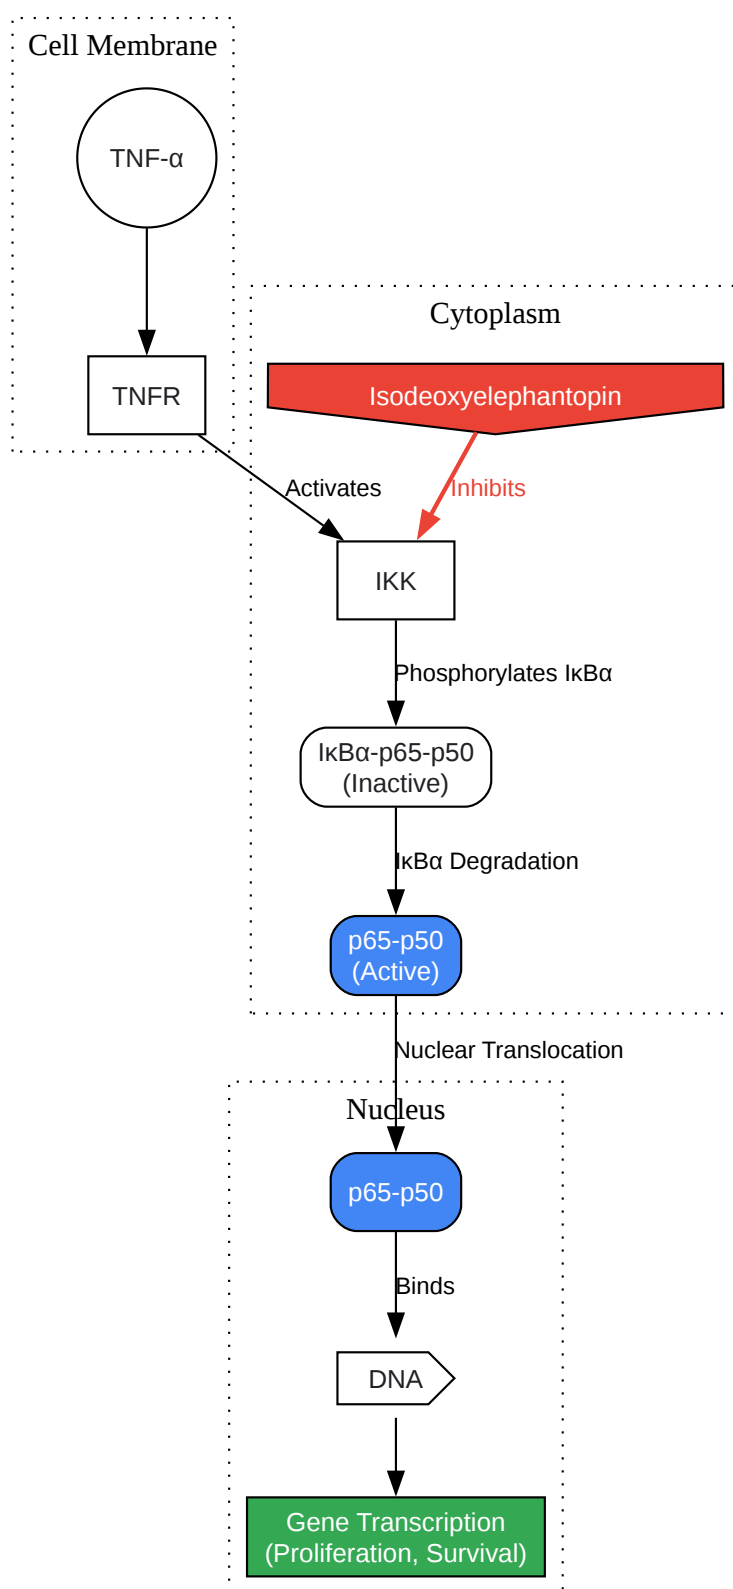 Cell Membrane
TNF-α
TNFR
Cytoplasm
Isodeoxyelephantopin
Activates
Inhibits
IKK
Phosphorylates IκBα
IκBα-p65-p50
(Inactive)
IκBα Degradation
p65-p50
(Active)
Nuclear Translocation
Nucleus
p65-p50
Binds
DNA
Gene Transcription
(Proliferation, Survival)